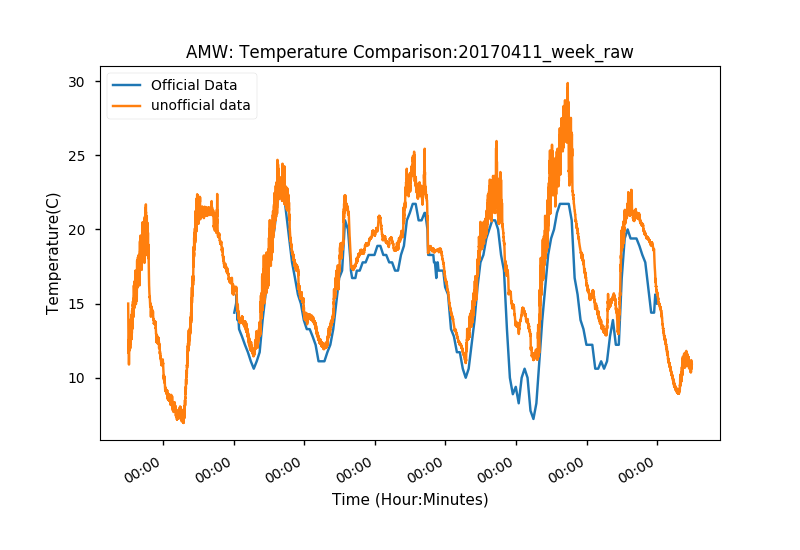 AMW: Temperature Comparison:20170411_week_raw
Official Data
unofficial data
30
25
20
15
10
Temperature(C)
00:00 00:00 00:00 00:00 00:00 00:00 00:00 00:00
Time (Hour:Minutes)